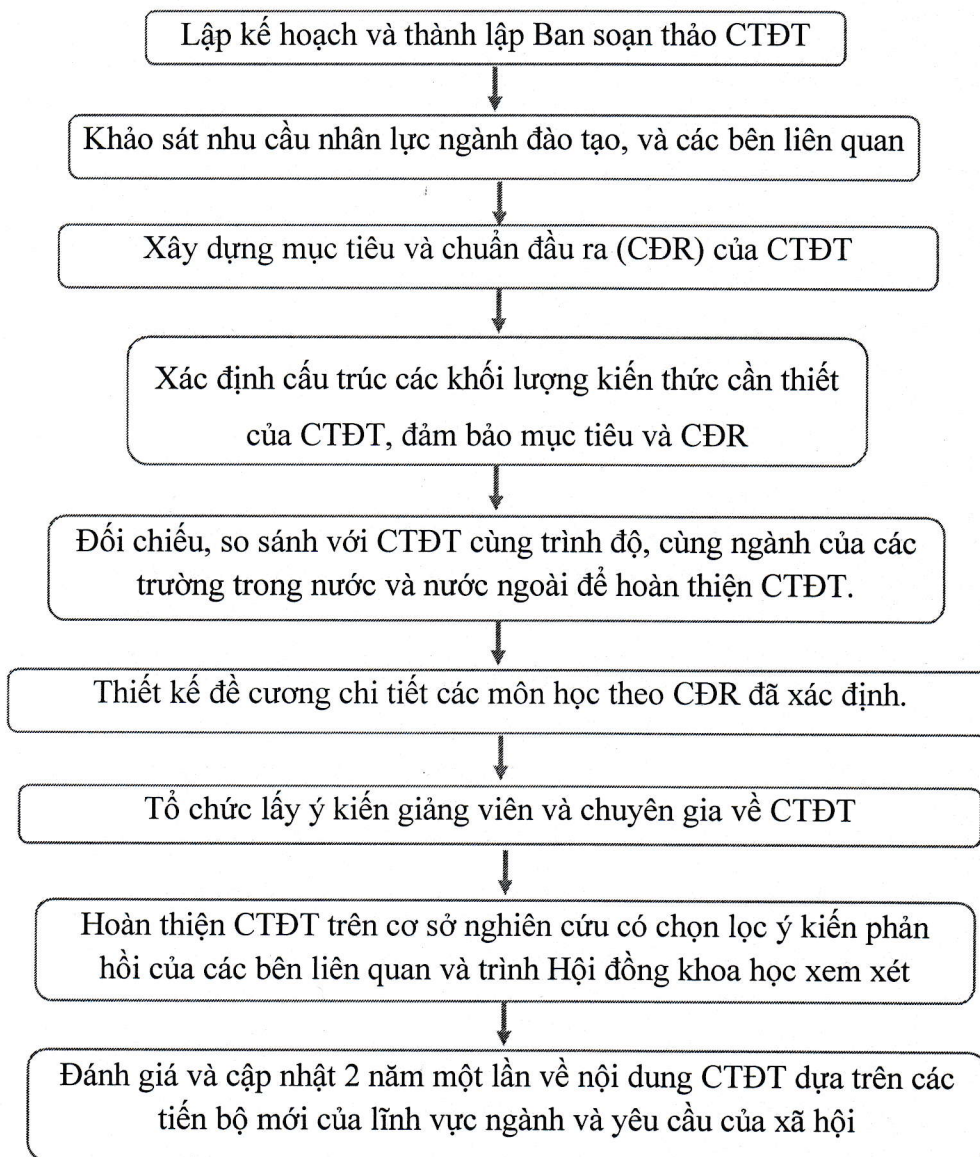 Lập kế hoạch và thành lập Ban soạn thảo CTĐT
Khảo sát nhu cầu nhân lực ngành đào tạo, và các bên liên quan
Xây dựng mục tiêu và chuẩn đầu ra (CĐR) của CTĐT
Xác định cấu trúc các khối lượng kiến thức cần thiết
của CTĐT, đảm bảo mục tiêu và CĐR
Đối chiếu, so sánh với CTĐT cùng trình độ, cùng ngành của các
trường trong nước và nước ngoài để hoàn thiện CTĐT.
Thiết kế đề cương chi tiết các môn học theo CĐR đã xác định.
Tổ chức lấy ý kiến giảng viên và chuyên gia về CTĐT
Hoàn thiện CTĐT trên cơ sở nghiên cứu có chọn lọc ý kiến phản
hồi của các bên liên quan và trình Hội đồng khoa học xem xét
Đánh giá và cập nhật 2 năm một lần về nội dung CTĐT dựa trên các
tiến bộ mới của lĩnh vực ngành và yêu cầu của xã hội